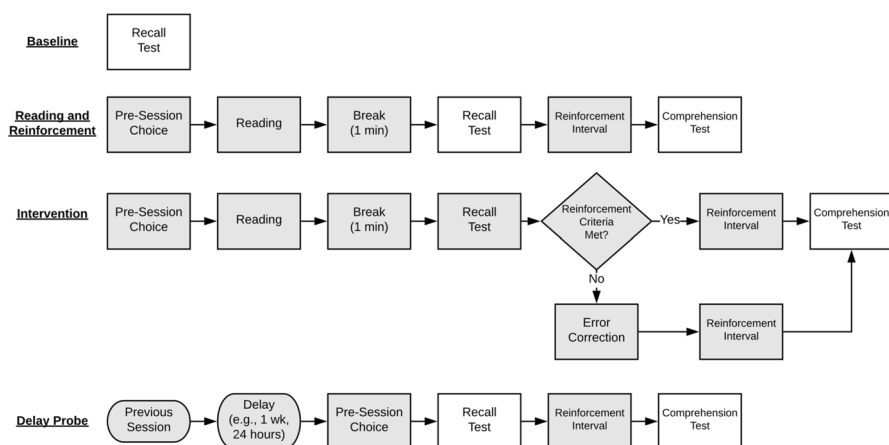 Baseline
Recall
Test
Reading and
Reinforcement
Pre-Session
Choice
Reading
Break
(1 min)
Recall
Test
Reinforcement
Interval
Comprehension
Test
Intervention
Pre-Session
Choice
Reading
Break
(1 min)
Recall
Test
Reinforcement
Criteria
Met?
Yes
Reinforcement
Interval
Comprehension
Test
No
Error
Correction
Reinforcement
Interval
Delay Probe
Previous
Session
Delay
(e.g., 1 wk,
24 hours)
Pre-Session
Choice
Recall
Test
Reinforcement
Interval
Comprehension
Test